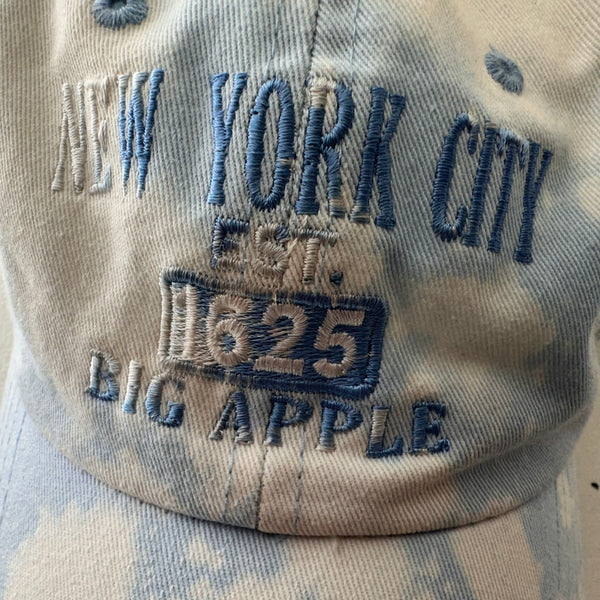 NEW YORK CITY
EST.
1625
BIG APPLE